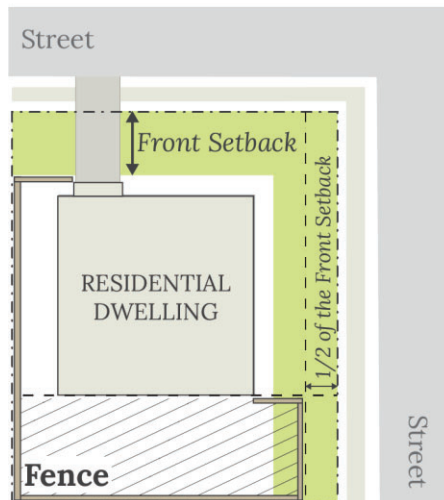 Street
Front Setback
1/2 of the Front Setback
RESIDENTIAL
DWELLING
Street
Fence